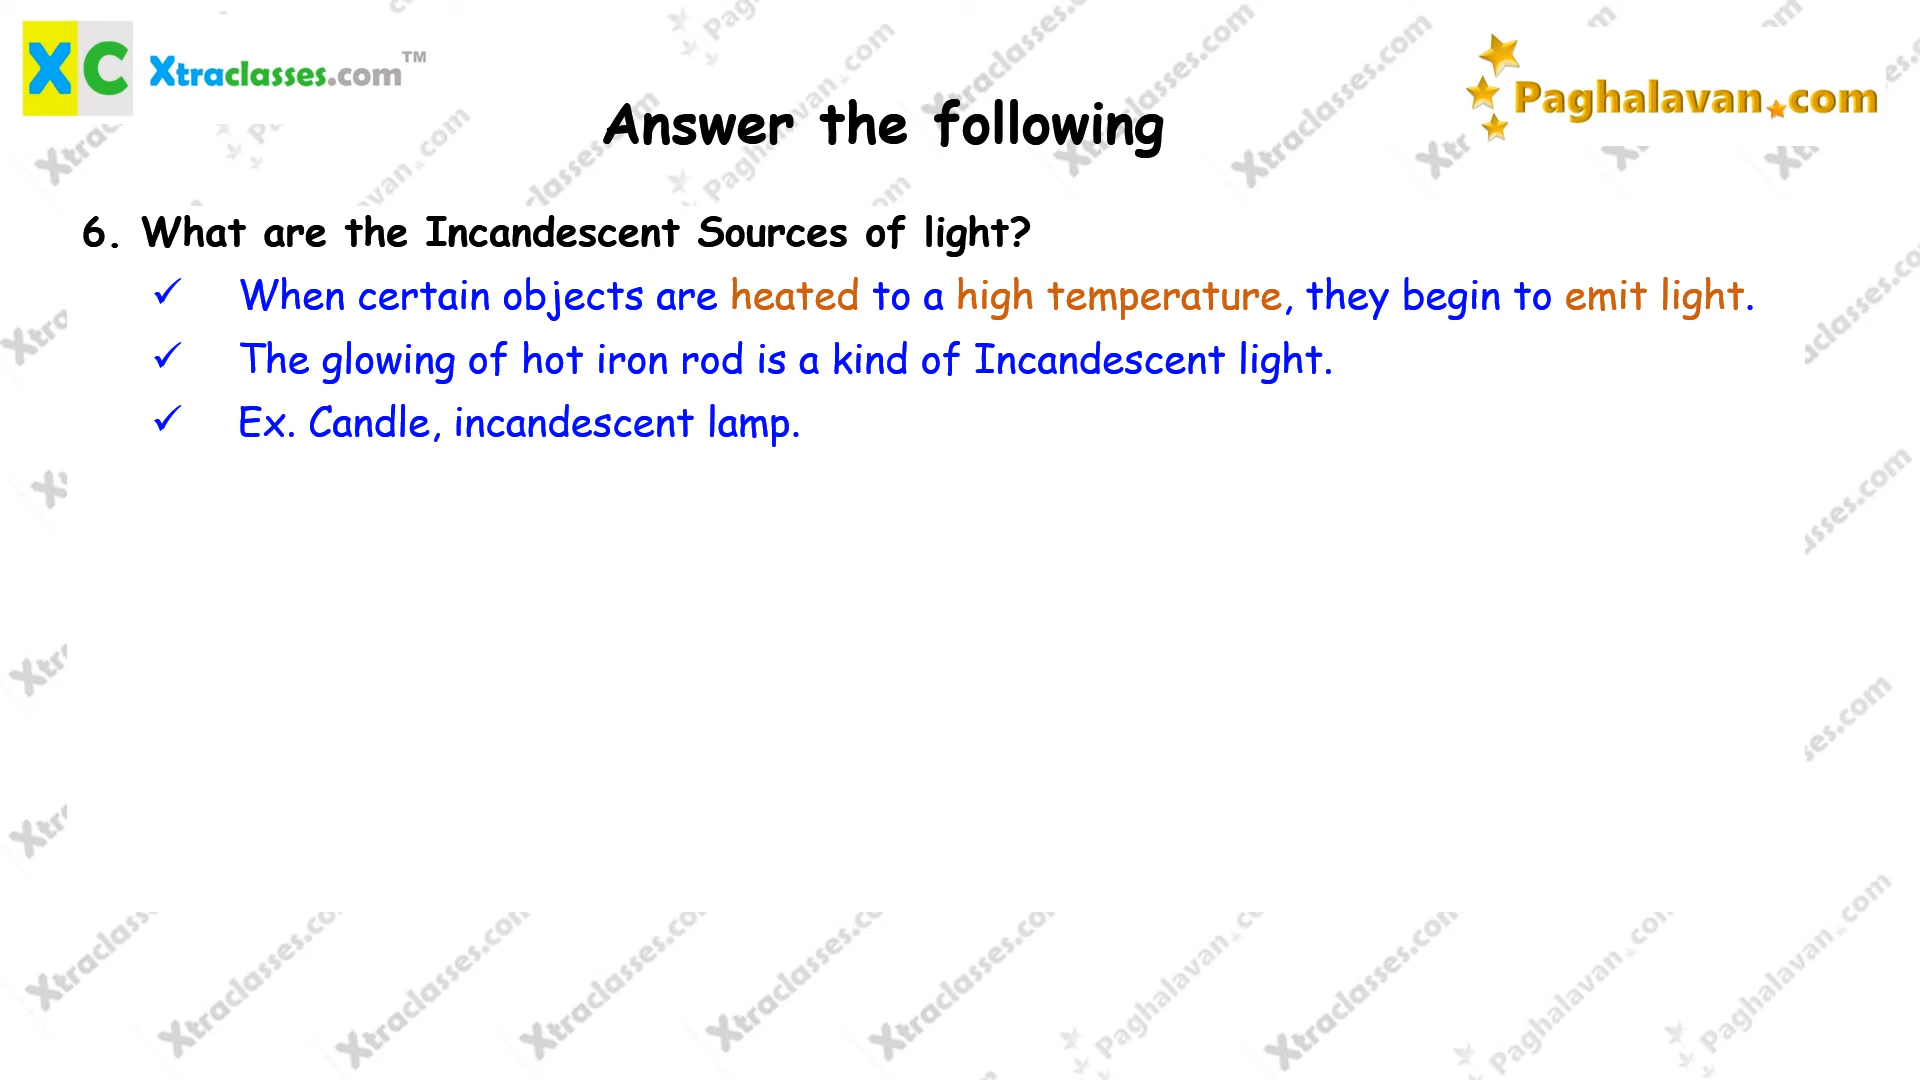 XC Xtraclasses.com™
Paghalavan.com
Answer the following
6. What are the Incandescent Sources of light?
✓ When certain objects are heated to a high temperature, they begin to emit light.
✓ The glowing of hot iron rod is a kind of Incandescent light.
✓ Ex. Candle, incandescent lamp.